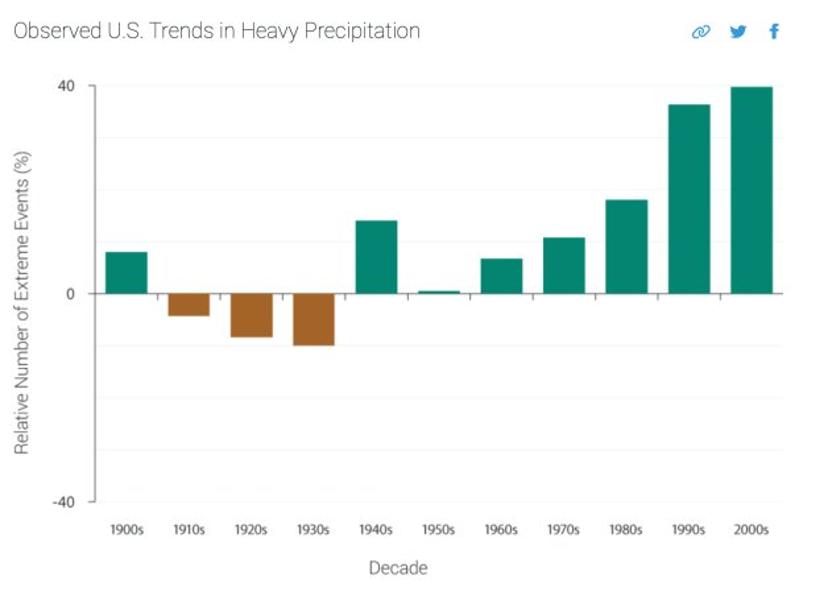 Observed U.S. Trends in Heavy Precipitation
Relative Number of Extreme Events (%)
40
0
-40
1900s 1910s 1920s 1930s 1940s 1950s 1960s 1970s 1980s 1990s 2000s
Decade